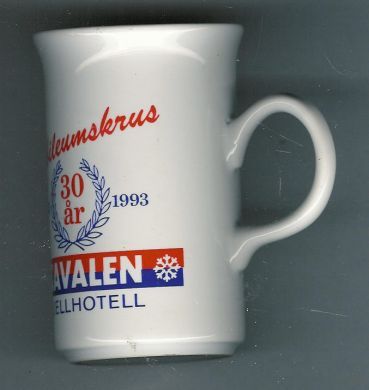 ileumskrus
30
år
1993
AVALEN
ELLHOTELL